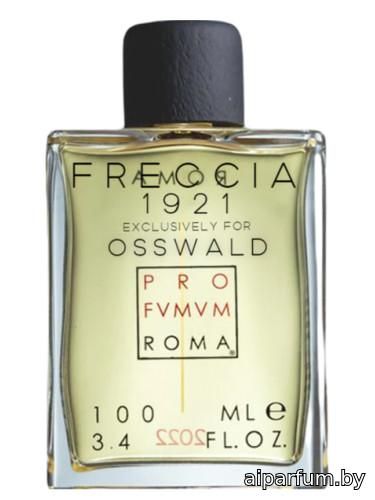 AMOR
FRECCIA
1921
EXCLUSIVELY FOR
OSSWALD
PRO
FVMVM
ROMA®
100 ML e
3.4 FL.OZ.
2022
aiparfum.by